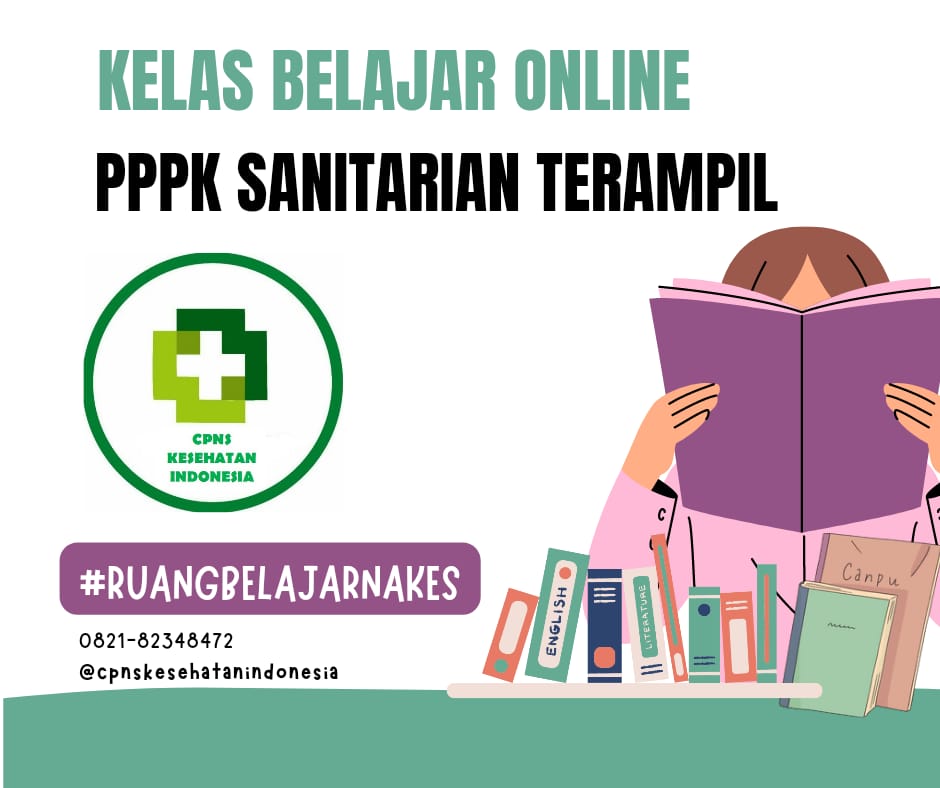 KELAS BELAJAR ONLINE
PPPK SANITARIAN TERAMPIL
CPNS
KESEHATAN
INDONESIA
#RUANGBELAJARNAKES
0821-82348472
@cpnskesehatanindonesia
ENGLISH
LITERATURE
Canpu